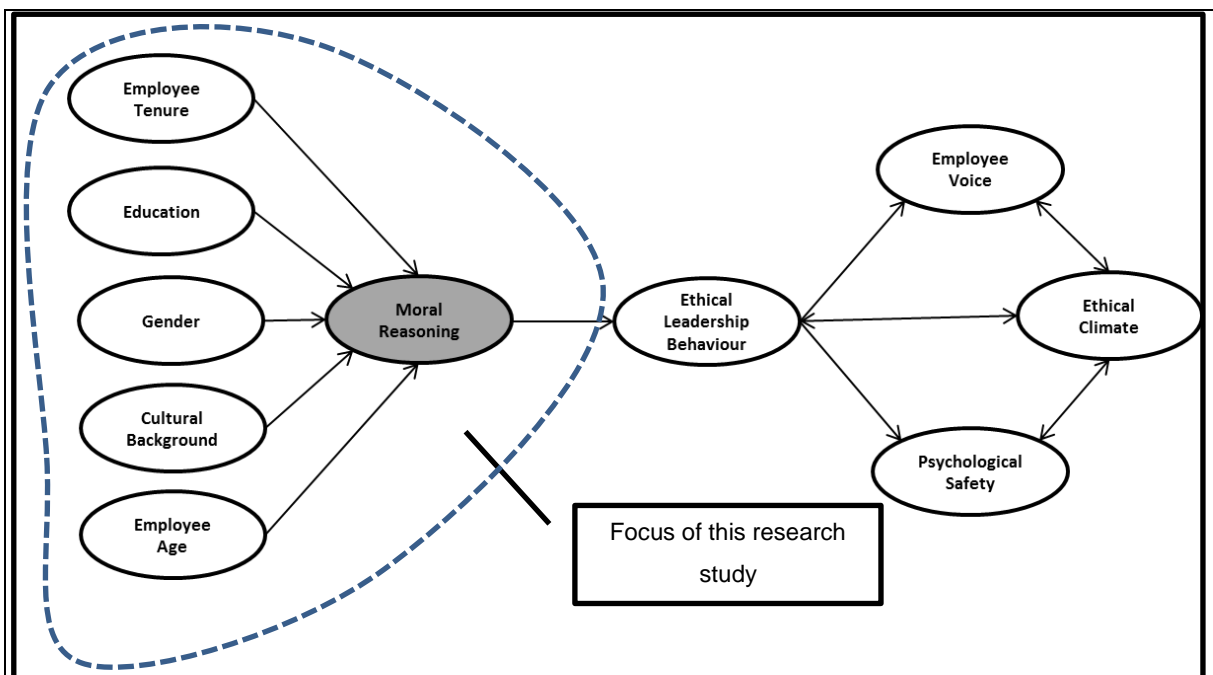 Employee
Tenure
Education
Gender
Cultural
Background
Employee
Age
Moral
Reasoning
Ethical
Leadership
Behaviour
Employee
Voice
Ethical
Climate
Psychological
Safety
Focus of this research
study